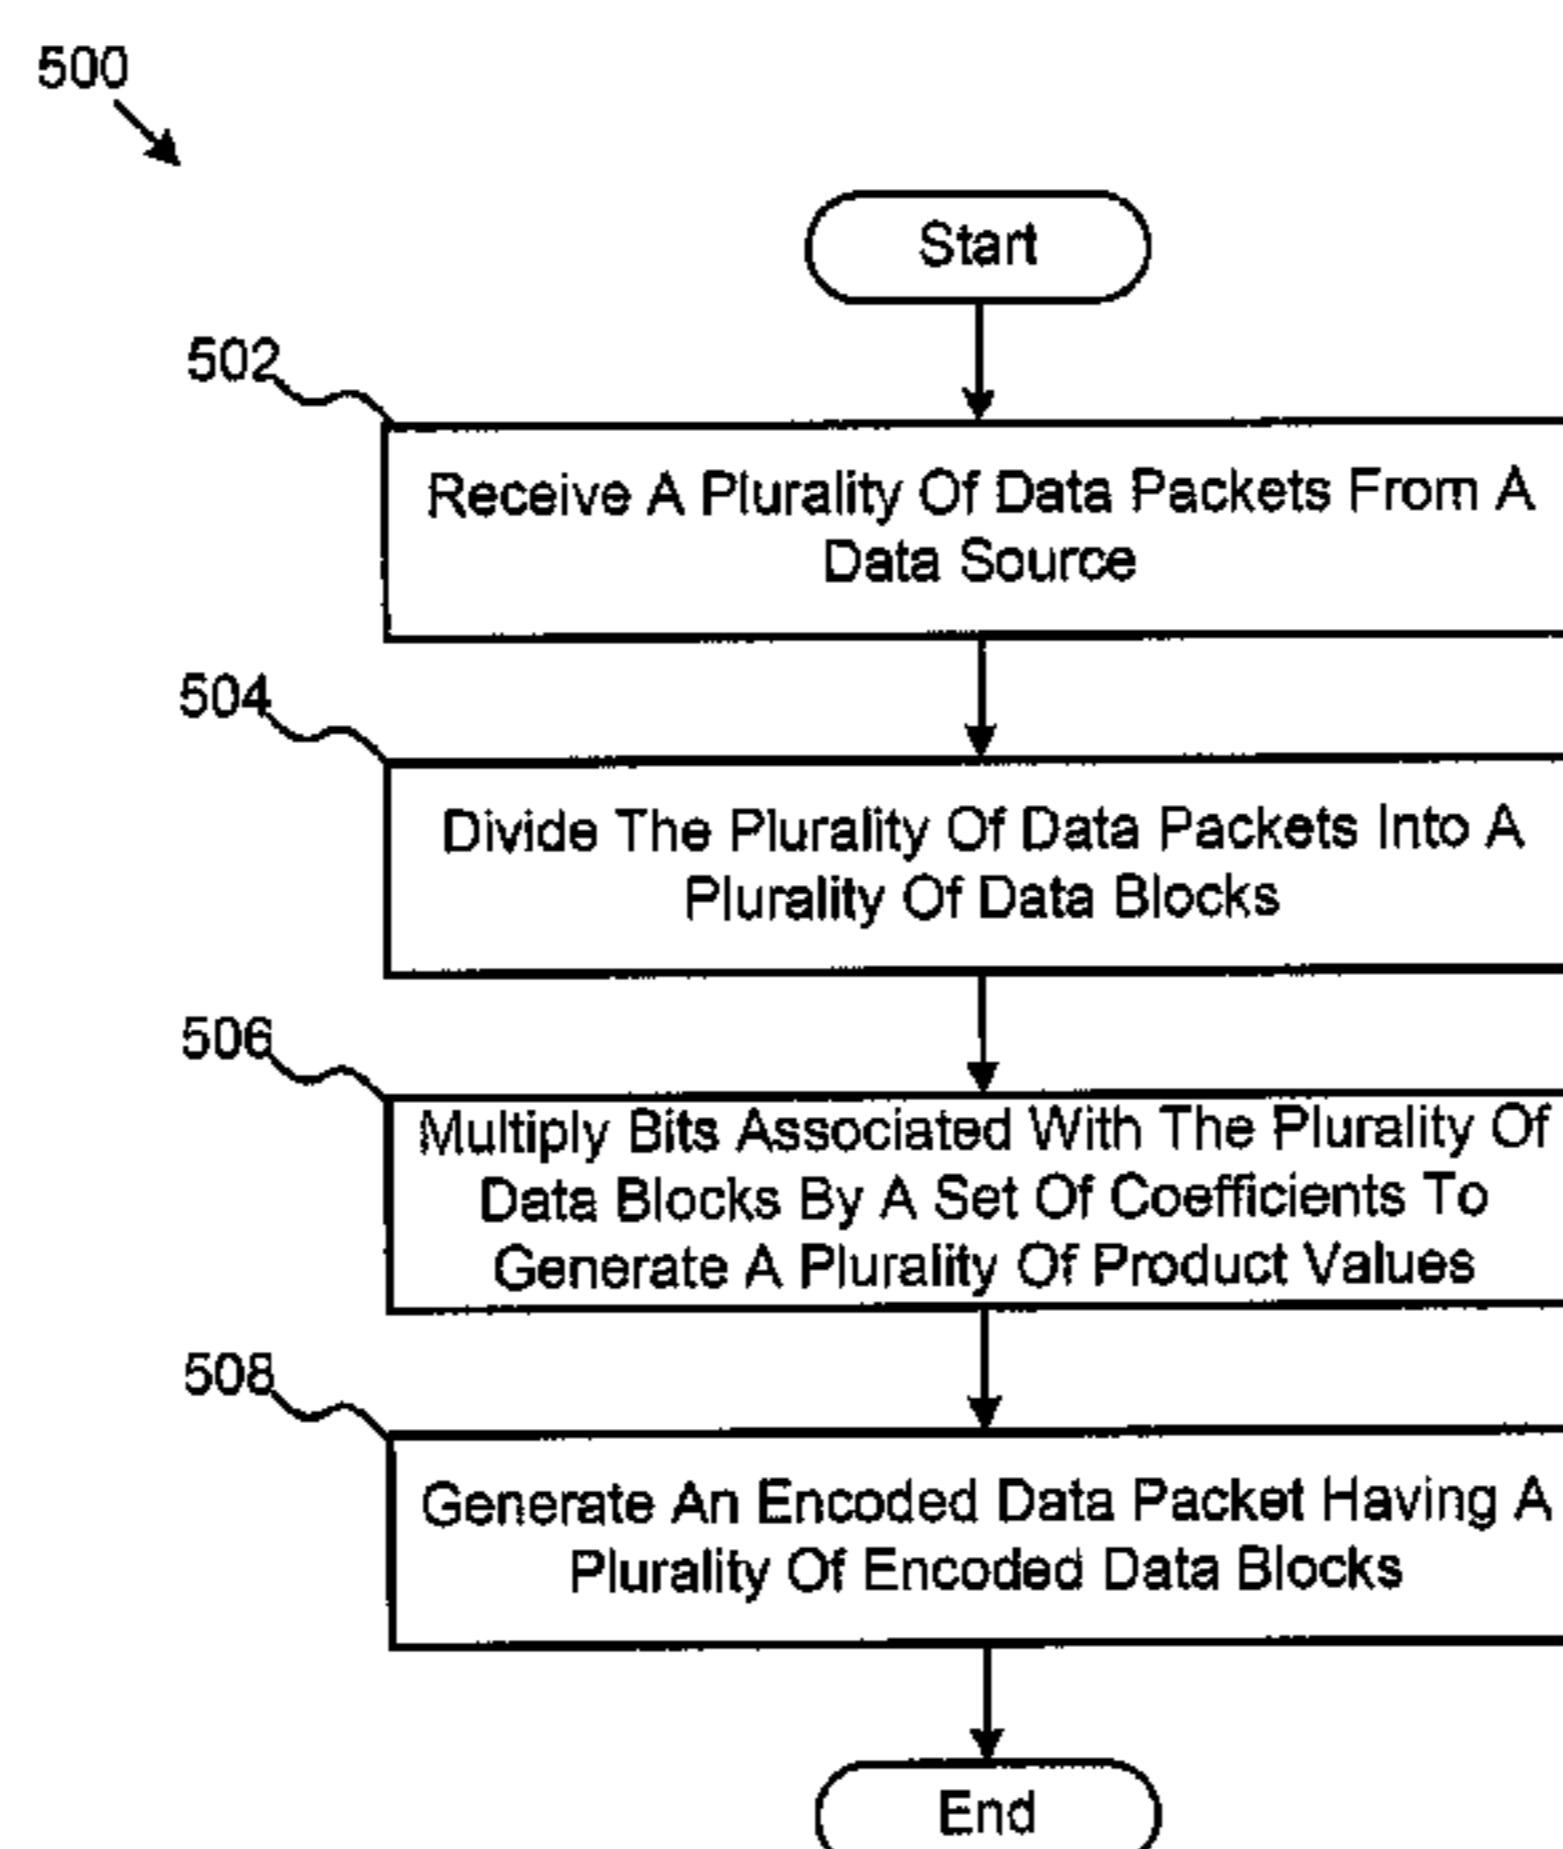 500
Start
502
Receive A Plurality Of Data Packets From A
Data Source
504
Divide The Plurality Of Data Packets Into A
Plurality Of Data Blocks
506
Multiply Bits Associated With The Plurality Of
Data Blocks By A Set Of Coefficients To
Generate A Plurality Of Product Values
508
Generate An Encoded Data Packet Having A
Plurality Of Encoded Data Blocks
End